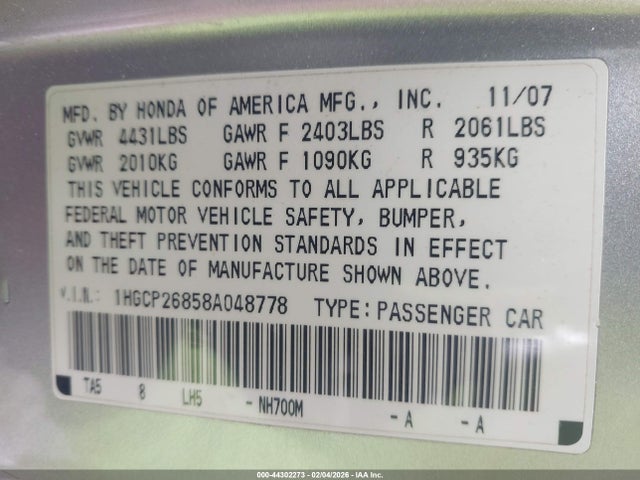 MFD. BY HONDA OF AMERICA MFG., INC. 11/07
GVWR 4431LBS GAWR F 2403LBS R 2061LBS
GVWR 2010KG GAWR F 1090KG R 935KG
THIS VEHICLE CONFORMS TO ALL APPLICABLE
FEDERAL MOTOR VEHICLE SAFETY, BUMPER,
AND THEFT PREVENTION STANDARDS IN EFFECT
ON THE DATE OF MANUFACTURE SHOWN ABOVE.
V.I.N.: 1HGCP26858A048778 TYPE: PASSENGER CAR
TA5 8 LH5 - NH700M - A - A
000-44302273 - 02/04/2026 - IAA Inc.